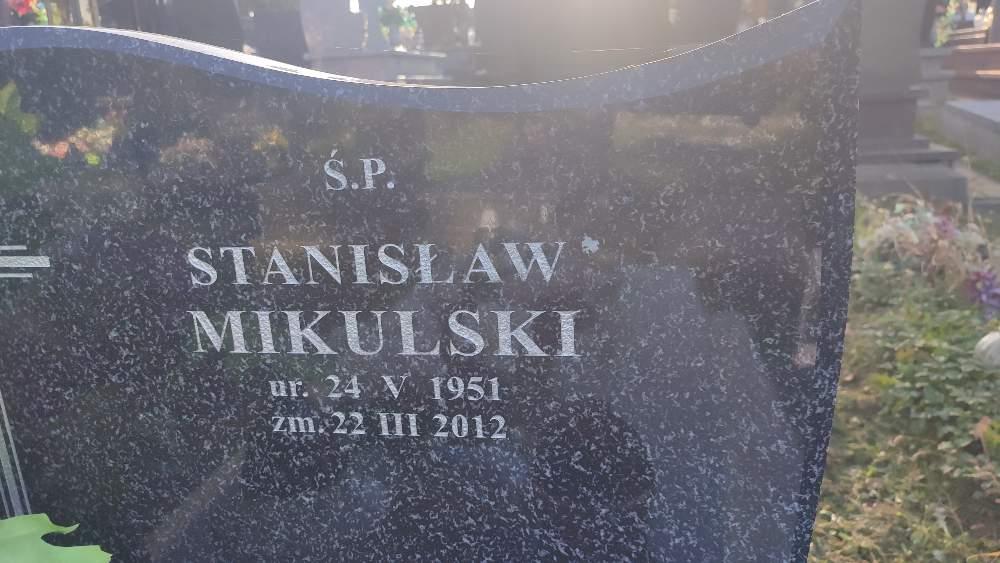 Ś.P.
STANISŁAW
MIKULSKI
ur. 24 V 1951
zm. 22 III 2012